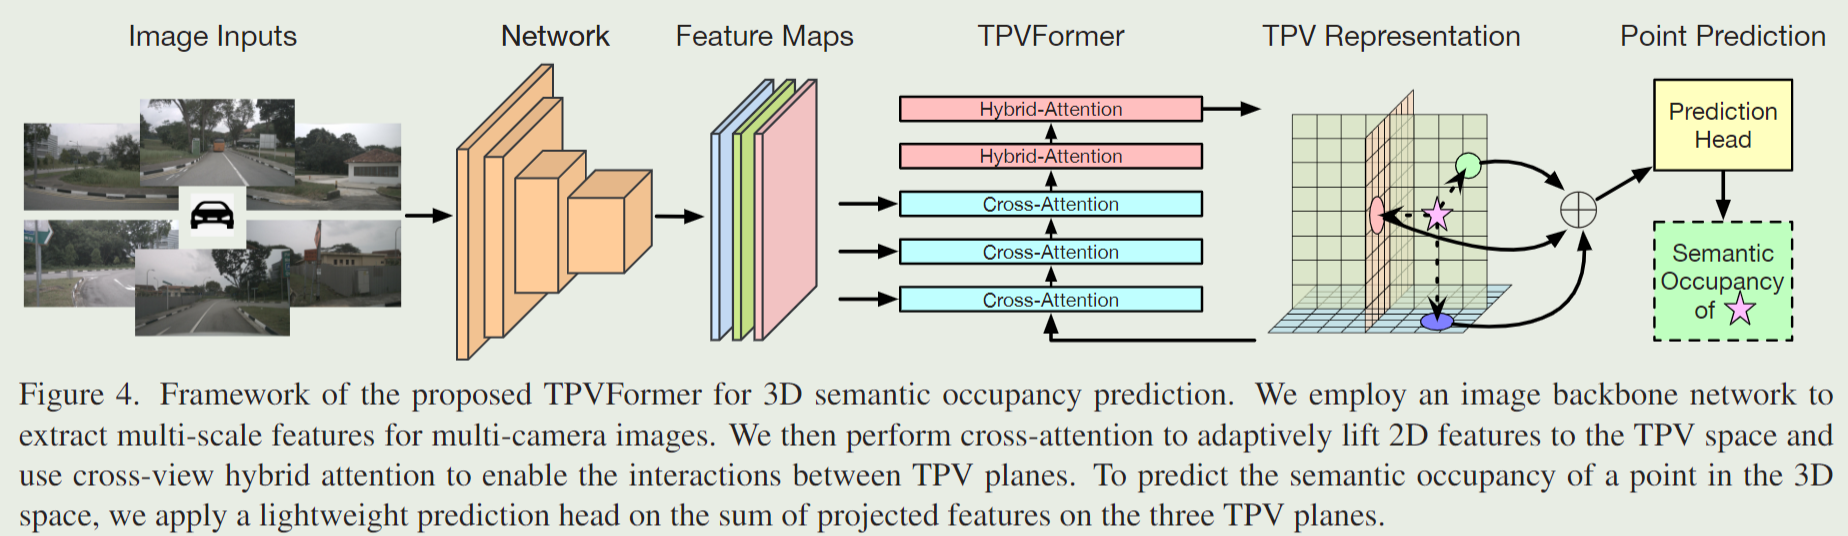 Image Inputs
Network
Feature Maps
TPVFormer
TPV Representation
Point Prediction
Hybrid-Attention
Hybrid-Attention
Cross-Attention
Cross-Attention
Cross-Attention
Prediction
Head
Semantic
Occupancy
of
Figure 4. Framework of the proposed TPVFormer for 3D semantic occupancy prediction. We employ an image backbone network to
extract multi-scale features for multi-camera images. We then perform cross-attention to adaptively lift 2D features to the TPV space and
use cross-view hybrid attention to enable the interactions between TPV planes. To predict the semantic occupancy of a point in the 3D
space, we apply a lightweight prediction head on the sum of projected features on the three TPV planes.